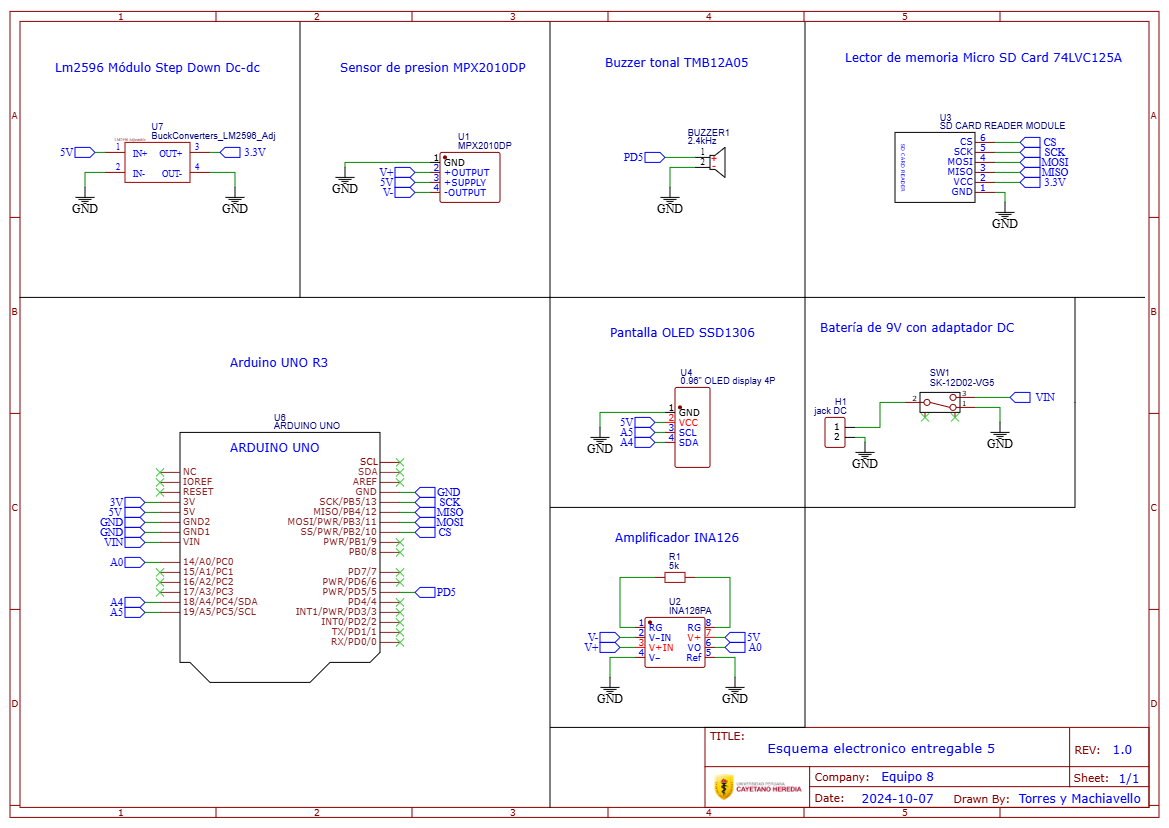 1 2 3 4 5
A
B
C
D
A
B
C
D
Lm2596 Módulo Step Down Dc-dc
U7
BuckConverters_LM2596_Adj
5V 1 IN+ OUT+ 3 3.3V
2 IN- OUT- 4
GND GND
Sensor de presion MPX2010DP
U1
MPX2010DP
1 GND
V+ 2 +OUTPUT
5V 3 +SUPPLY
V- 4 -OUTPUT
GND
Buzzer tonal TMB12A05
BUZZER1
2.4kHz
PD5 1 +
2 -
GND
Lector de memoria Micro SD Card 74LVC125A
U3
SD CARD READER MODULE
SD CARD READER
CS 6 CS
SCK 5 SCK
MOSI 4 MOSI
MISO 3 MISO
VCC 2 3.3V
GND 1
GND
Arduino UNO R3
U6
ARDUINO UNO
ARDUINO UNO
NC
IOREF
RESET
3V 3V
5V 5V
GND GND2
GND GND1
VIN VIN
A0 14/A0/PC0
15/A1/PC1
16/A2/PC2
17/A3/PC3
A4 18/A4/PC4/SDA
A5 19/A5/PC5/SCL
SCL
SDA
AREF
GND GND
SCK/PB5/13 SCK
MISO/PB4/12 MISO
MOSI/PWR/PB3/11 MOSI
SS/PWR/PB2/10 CS
PWR/PB1/9
PB0/8
PD7/7
PWR/PD6/6
PWR/PD5/5 PD5
PD4/4
INT1/PWR/PD3/3
INT0/PD2/2
TX/PD1/1
RX/PD0/0
Pantalla OLED SSD1306
U4
0.96" OLED display 4P
1 GND
5V 2 VCC
A5 3 SCL
A4 4 SDA
GND
Batería de 9V con adaptador DC
SW1
SK-12D02-VG5
H1
jack DC
1
2
2 3 VIN
1
GND GND
Amplificador INA126
R1
5k
U2
INA126PA
1 RG RG 8
V- 2 V-IN V+ 7 5V
V+ 3 V+IN VO 6 A0
4 V- Ref 5
GND GND
TITLE:
Esquema electronico entregable 5
REV: 1.0
UNIVERSIDAD PERUANA
CAYETANO HEREDIA
Company: Equipo 8
Sheet: 1/1
Date: 2024-10-07 Drawn By: Torres y Machiavello
1 2 3 4 5